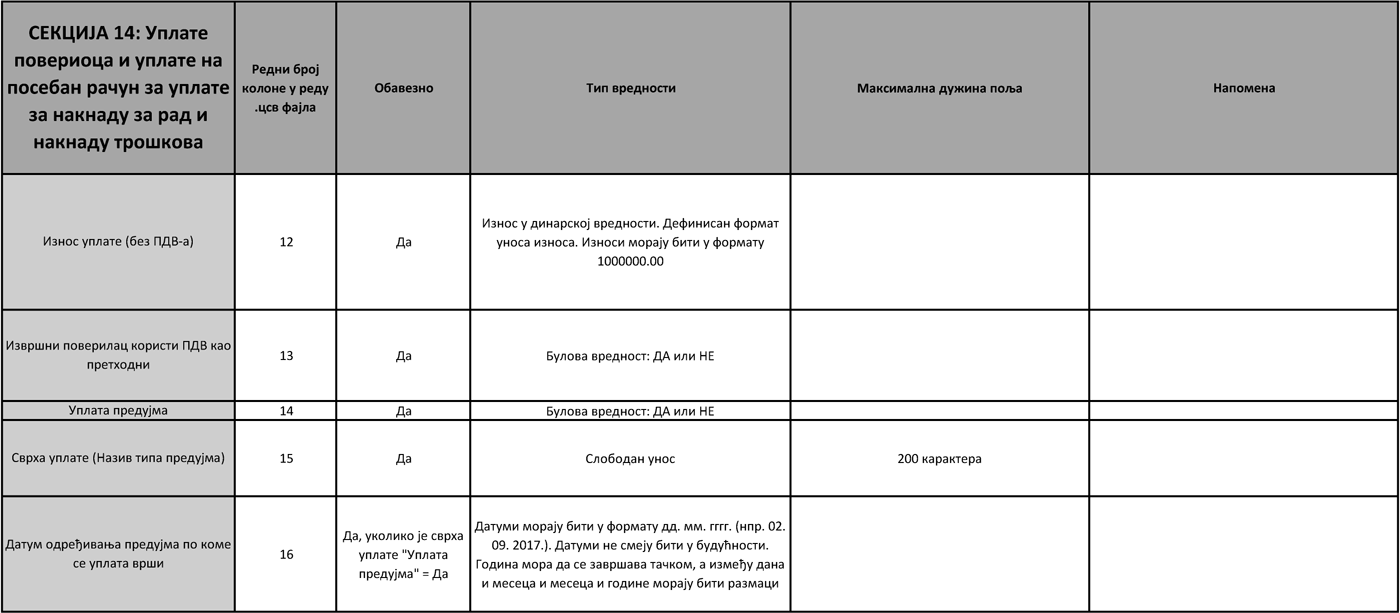 СЕКЦИЈА 14: Уплате
повериоца и уплате на
посебан рачун за уплате
за накнаду за рад и
накнаду трошкова
Редни број
колоне у реду
.цсв фајла
Обавезно
Тип вредности
Максимална дужина поља
Напомена
Износ уплате (без ПДВ-а)
12
Да
Износ у динарској вредности. Дефинисан формат
уноса износа. Износи морају бити у формату
1000000.00
Извршни поверилац користи ПДВ као
претходни
13
Да
Булова вредност: ДА или НЕ
Уплата предујма
14
Да
Булова вредност: ДА или НЕ
Сврха уплате (Назив типа предујма)
15
Да
Слободан унос
200 карактера
Датум одређивања предујма по коме
се уплата врши
16
Да, уколико је сврха
уплате "Уплата
предујма" = Да
Датуми морају бити у формату дд. мм. гггг. (нпр. 02.
09. 2017.). Датуми не смеју бити у будућности.
Година мора да се завршава тачком, а између дана
и месеца и месеца и године морају бити размаци